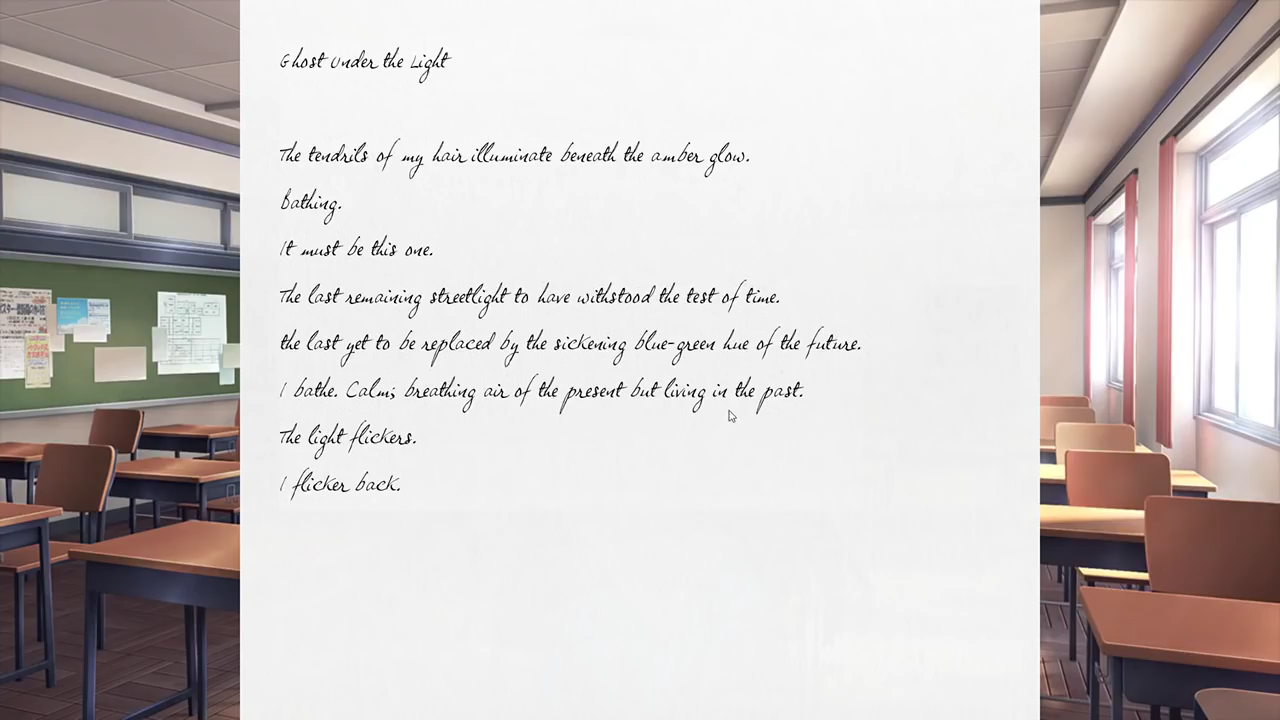 Ghost Under the Light
The tendrils of my hair illuminate beneath the amber glow.
Bathing.
It must be this one.
The last remaining streetlight to have withstood the test of time.
the last yet to be replaced by the sickening blue-green hue of the future.
I bathe. Calm; breathing air of the present but living in the past.
The light flickers.
I flicker back.